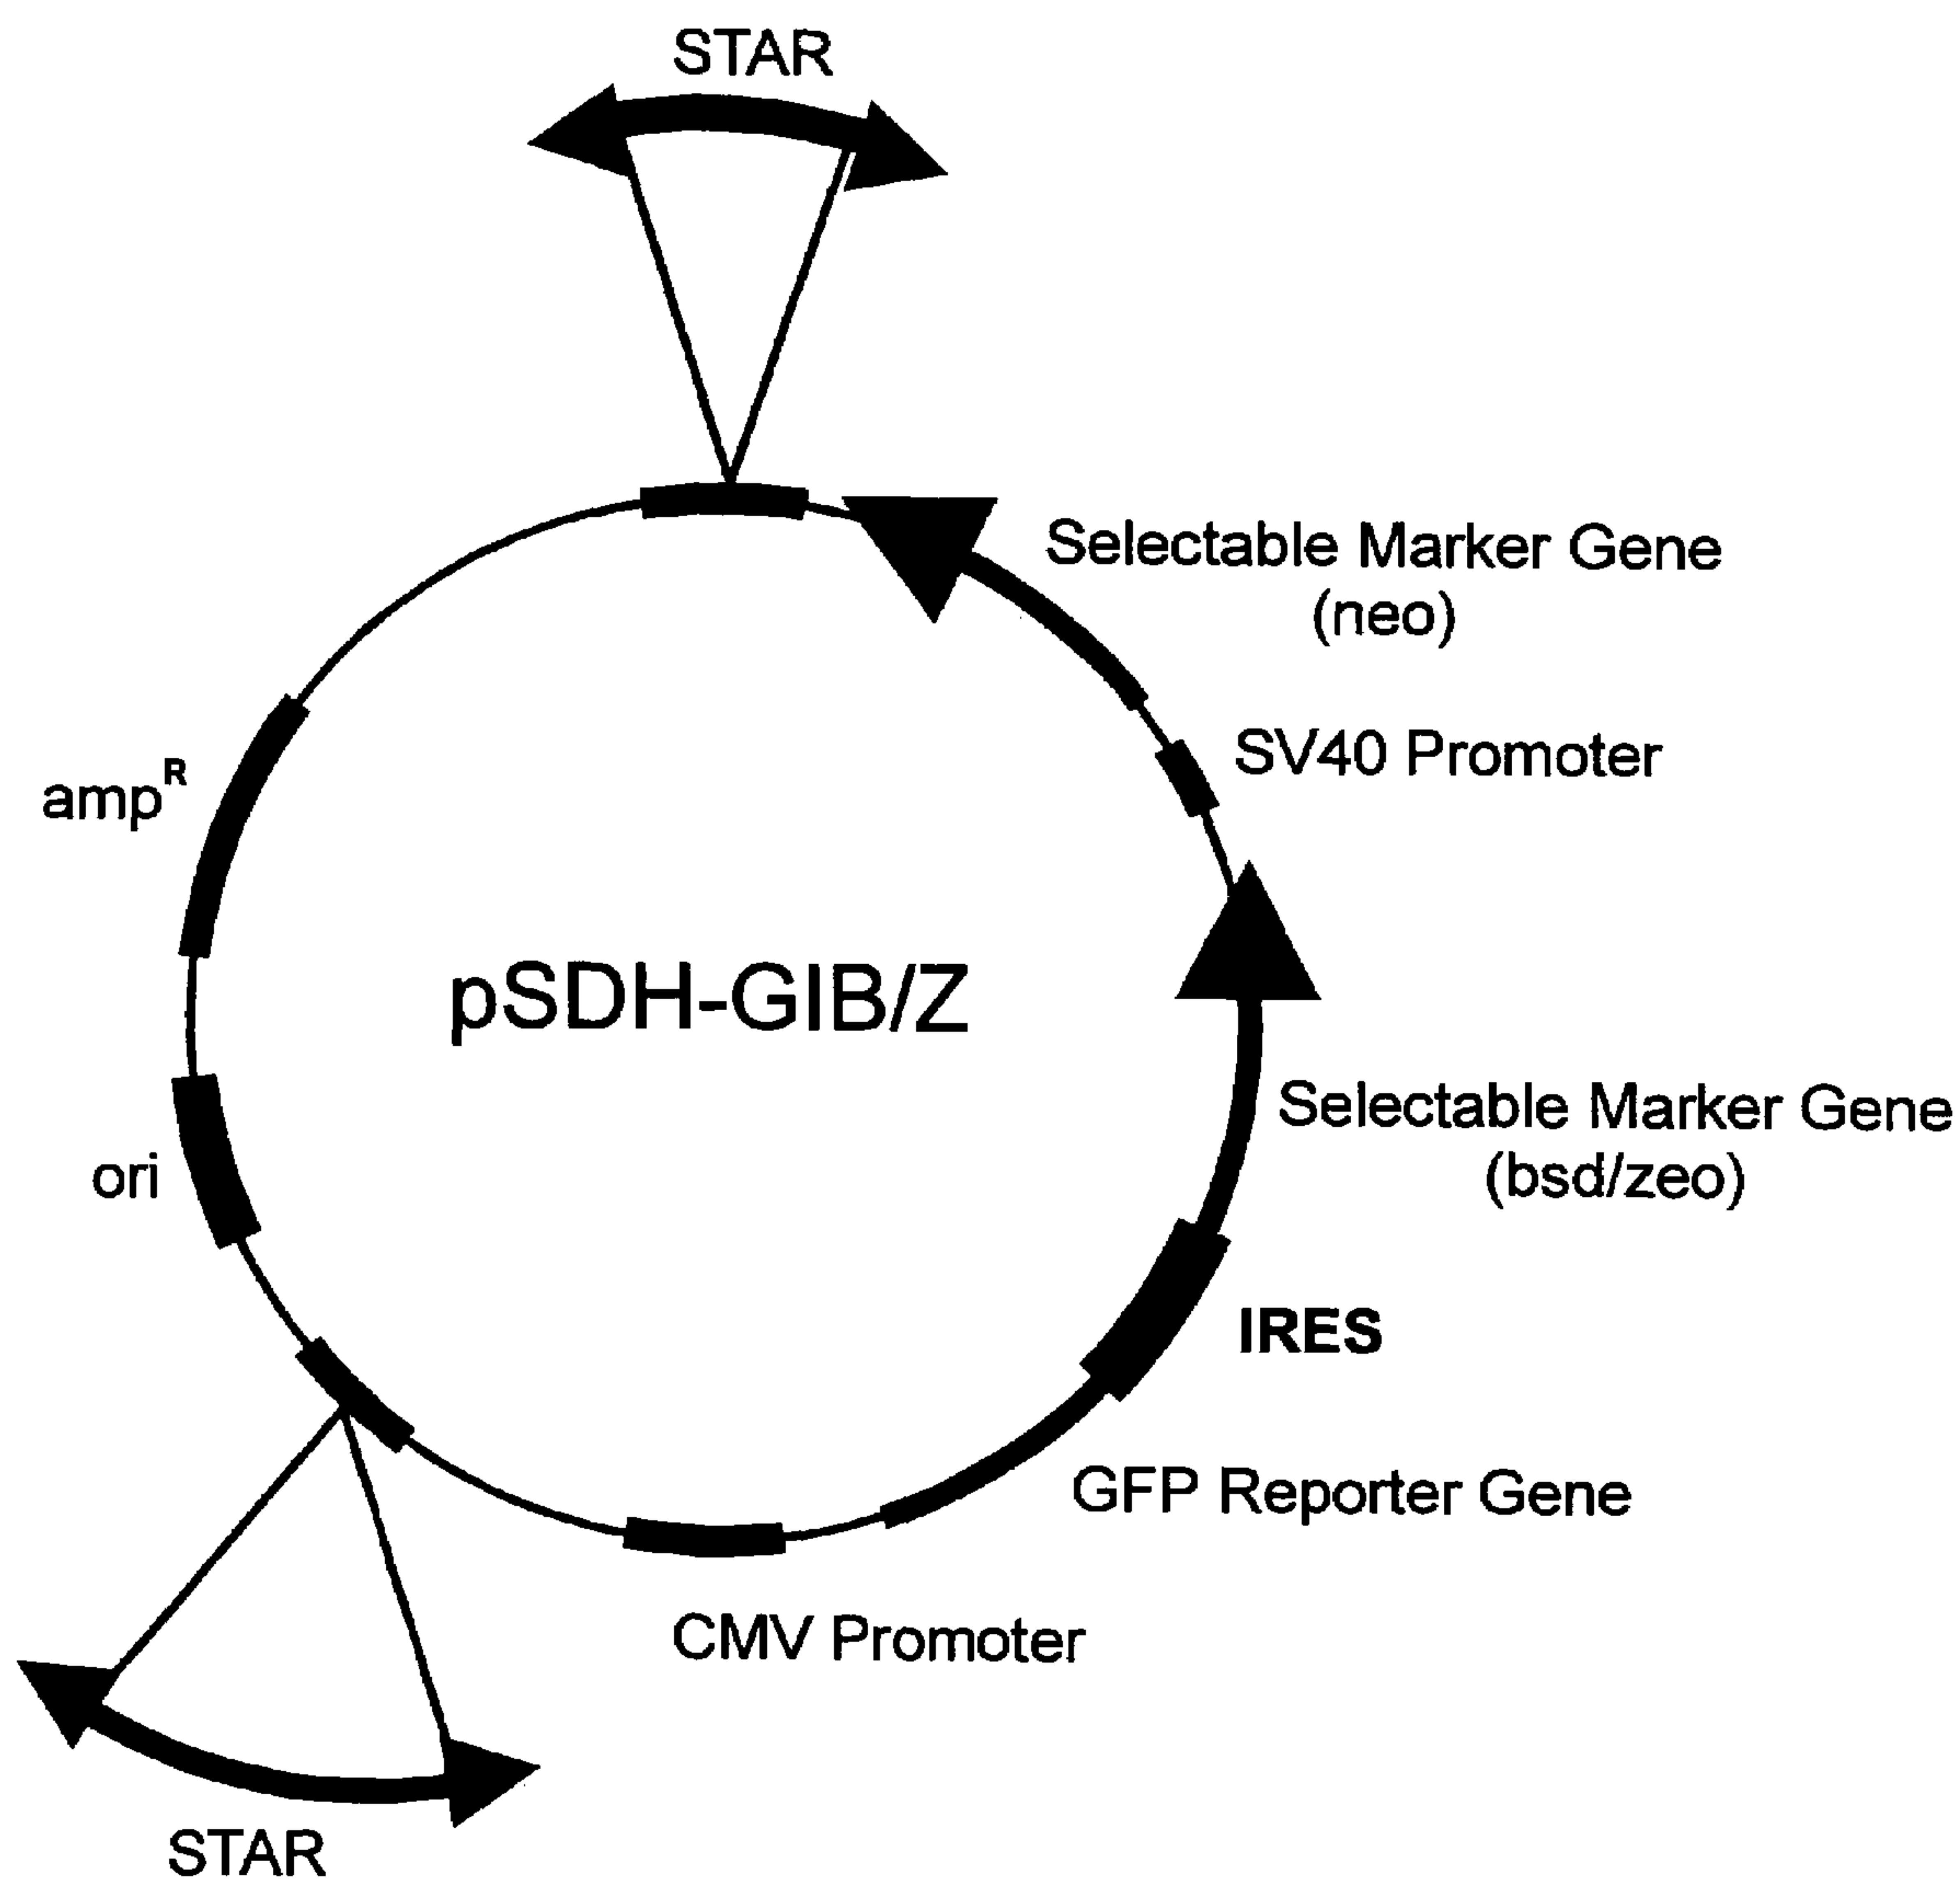 STAR
Selectable Marker Gene
(neo)
SV40 Promoter
ampR
pSDH-GIB/Z
Selectable Marker Gene
(bsd/zeo)
ori
IRES
GFP Reporter Gene
CMV Promoter
STAR